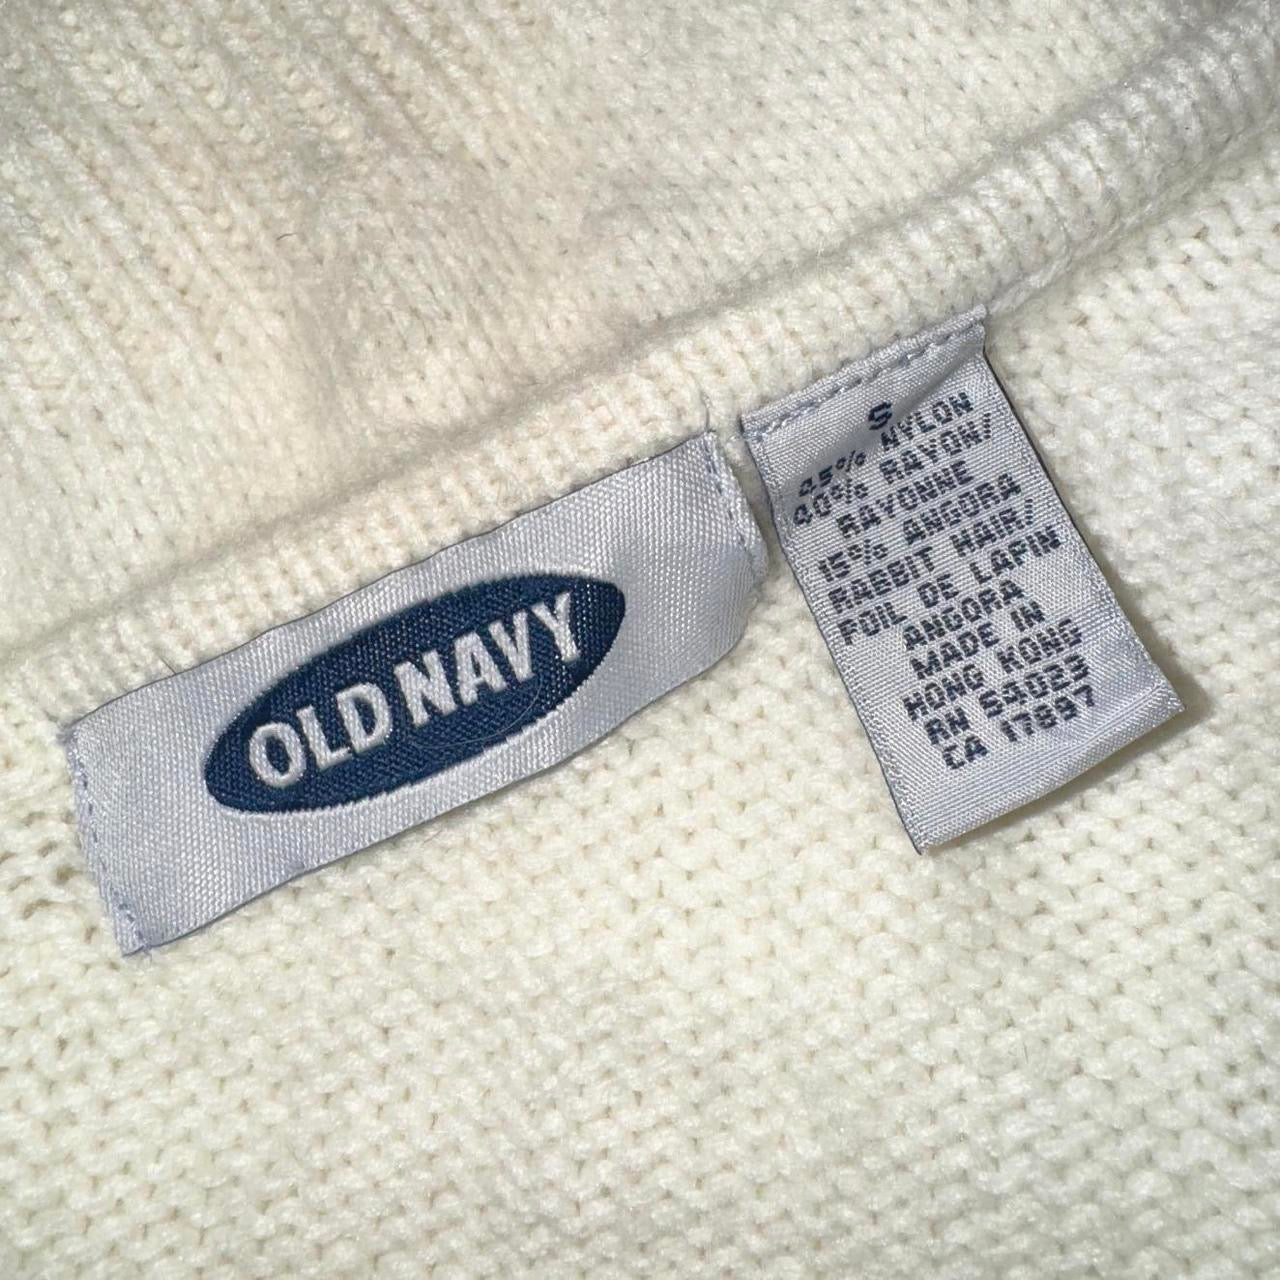 OLD NAVY
S
45% NYLON
40% RAYON/
RAYONNE
15% ANGORA
RABBIT HAIR/
POIL DE LAPIN
ANGORA
MADE IN
HONG KONG
RN 54023
CA 17897